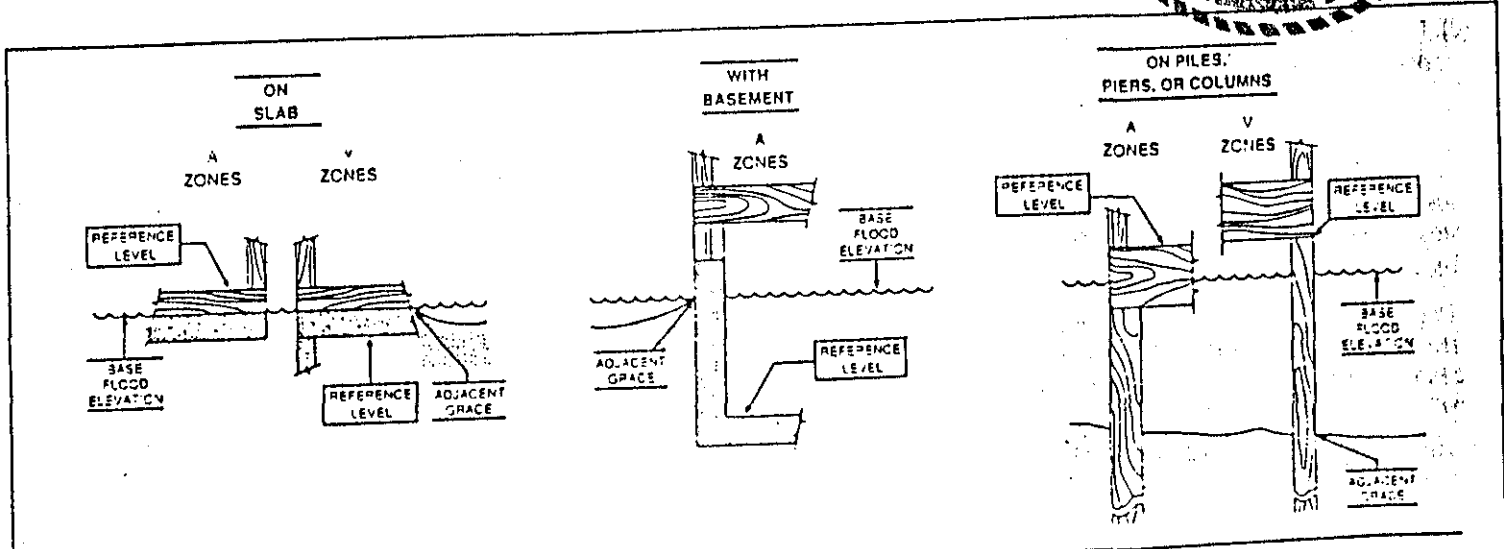 ON
SLAB
A
ZONES
V
ZONES
REFERENCE
LEVEL
BASE
FLOOD
ELEVATION
REFERENCE
LEVEL
ADJACENT
GRADE
WITH
BASEMENT
A
ZONES
BASE
FLOOD
ELEVATION
ADJACENT
GRADE
REFERENCE
LEVEL
ON PILES,
PIERS, OR COLUMNS
A
ZONES
V
ZONES
REFERENCE
LEVEL
REFERENCE
LEVEL
BASE
FLOOD
ELEVATION
ADJACENT
GRADE